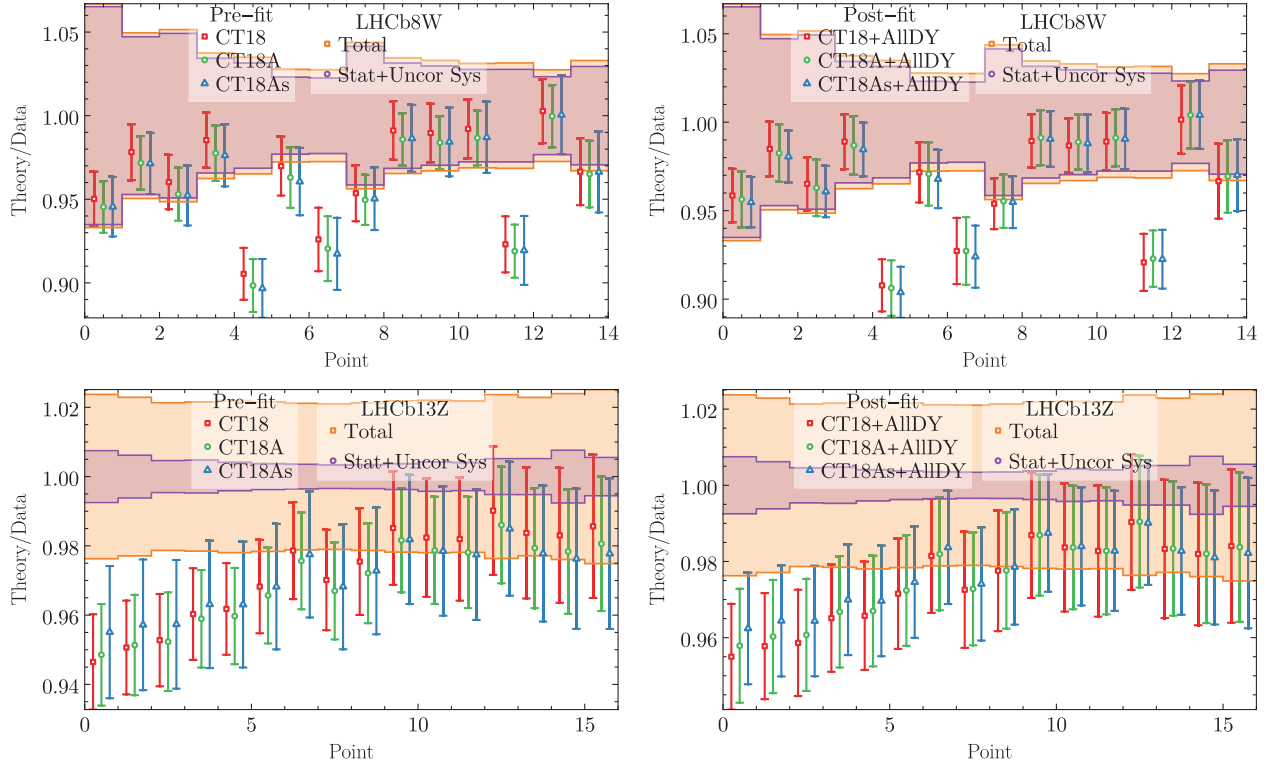 Pre−fit
CT18
CT18A
CT18As
LHCb8W
Total
Stat+Uncor Sys
Theory/Data
1.05
1.00
0.95
0.90
0 2 4 6 8 10 12 14
Point
Post−fit
CT18+AllDY
CT18A+AllDY
CT18As+AllDY
LHCb8W
Total
Stat+Uncor Sys
Theory/Data
1.05
1.00
0.95
0.90
0 2 4 6 8 10 12 14
Point
Pre−fit
CT18
CT18A
CT18As
LHCb13Z
Total
Stat+Uncor Sys
Theory/Data
1.02
1.00
0.98
0.96
0.94
0 5 10 15
Point
Post−fit
CT18+AllDY
CT18A+AllDY
CT18As+AllDY
LHCb13Z
Total
Stat+Uncor Sys
Theory/Data
1.02
1.00
0.98
0.96
0 5 10 15
Point